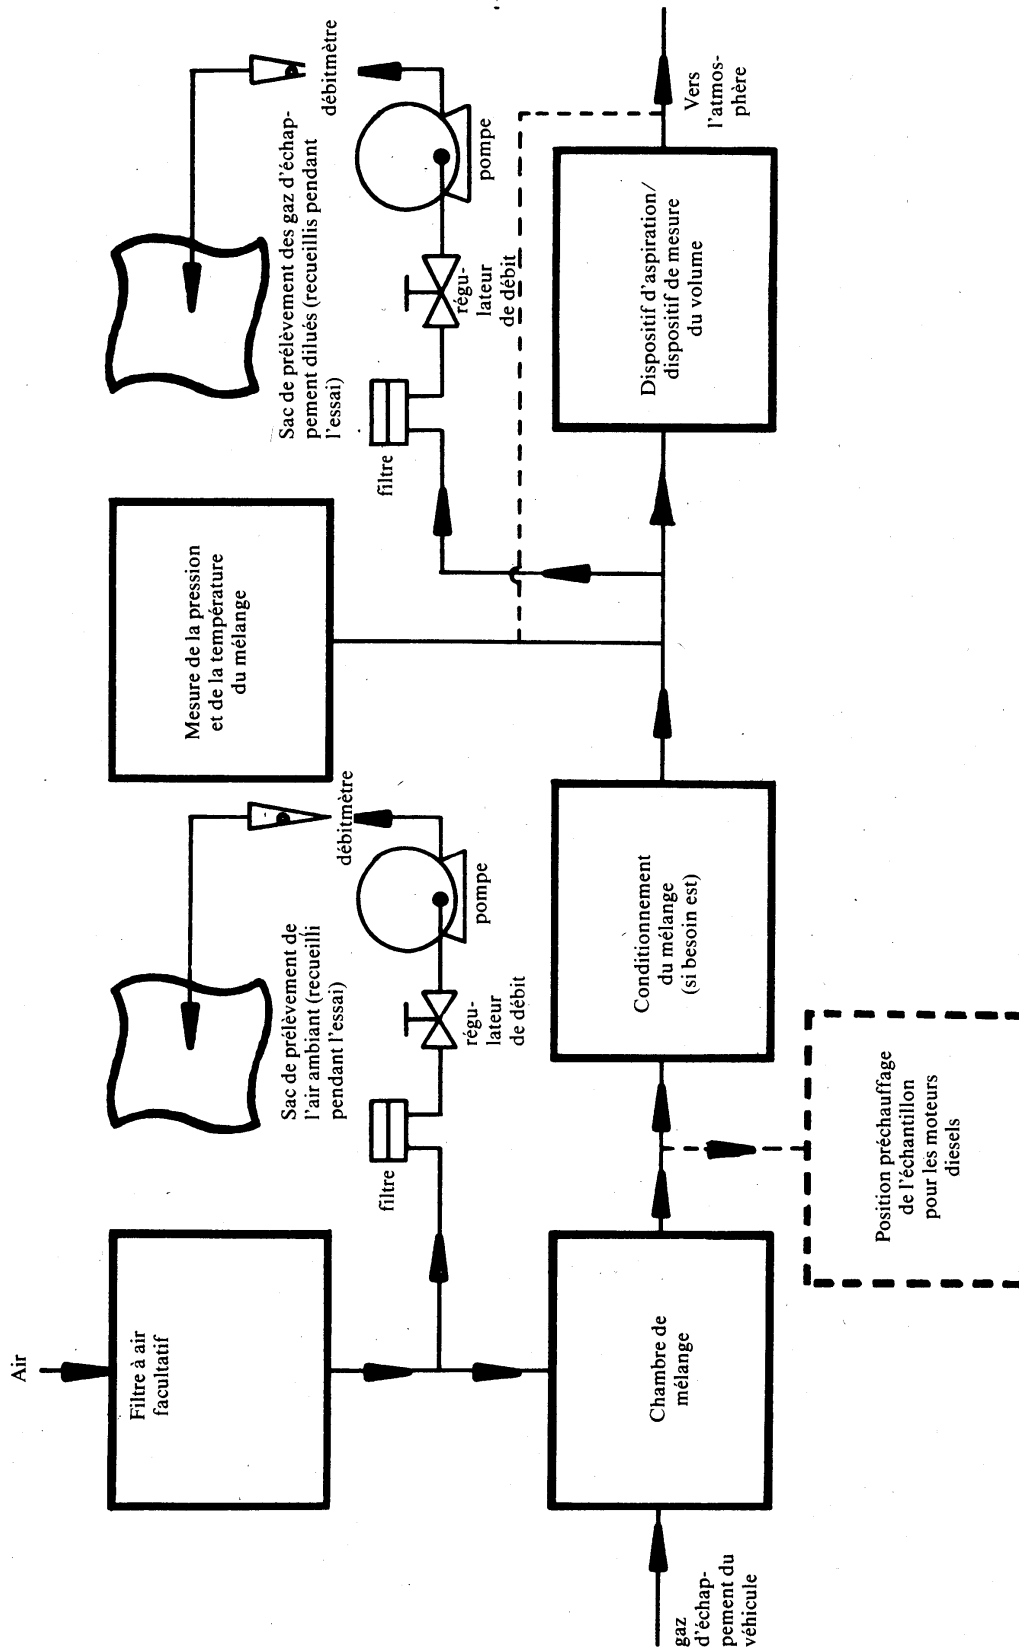 Air
Filtre à air
facultatif
gaz
d'échap-
pement du
véhicule
Chambre de
mélange
filtre
Sac de prélèvement de
l'air ambiant (recueilli
pendant l'essai)
régu-
lateur
de débit
pompe
débitmètre
Position préchauffage
de l'échantillon
pour les moteurs
diesels
Conditionnement
du mélange
(si besoin est)
Mesure de la pression
et de la température
du mélange
filtre
Sac de prélèvement des gaz d'échap-
pement dilués (recueillis pendant
l'essai)
régu-
lateur
de débit
pompe
débitmètre
Dispositif d'aspiration/
dispositif de mesure
du volume
Vers
l'atmos-
phère